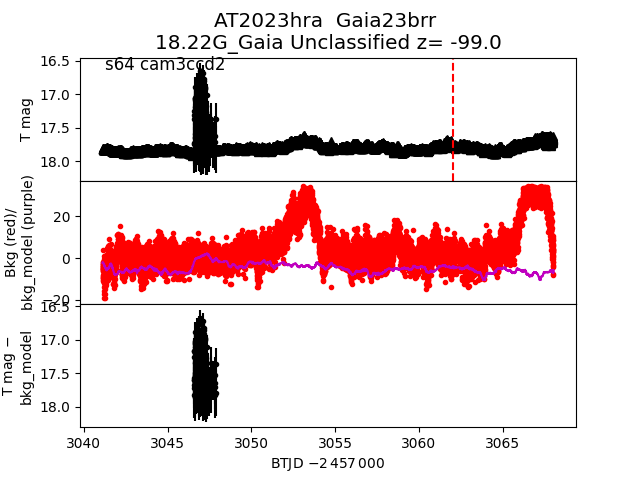 AT2023hra  Gaia23brr
18.22G_Gaia Unclassified z= -99.0
s64 cam3ccd2
T mag
16.5
17.0
17.5
18.0
Bkg (red)/
bkg_model (purple)
20
0
−20
T mag −
bkg_model
16.5
17.0
17.5
18.0
3040
3045
3050
3055
3060
3065
BTJD −2 457 000